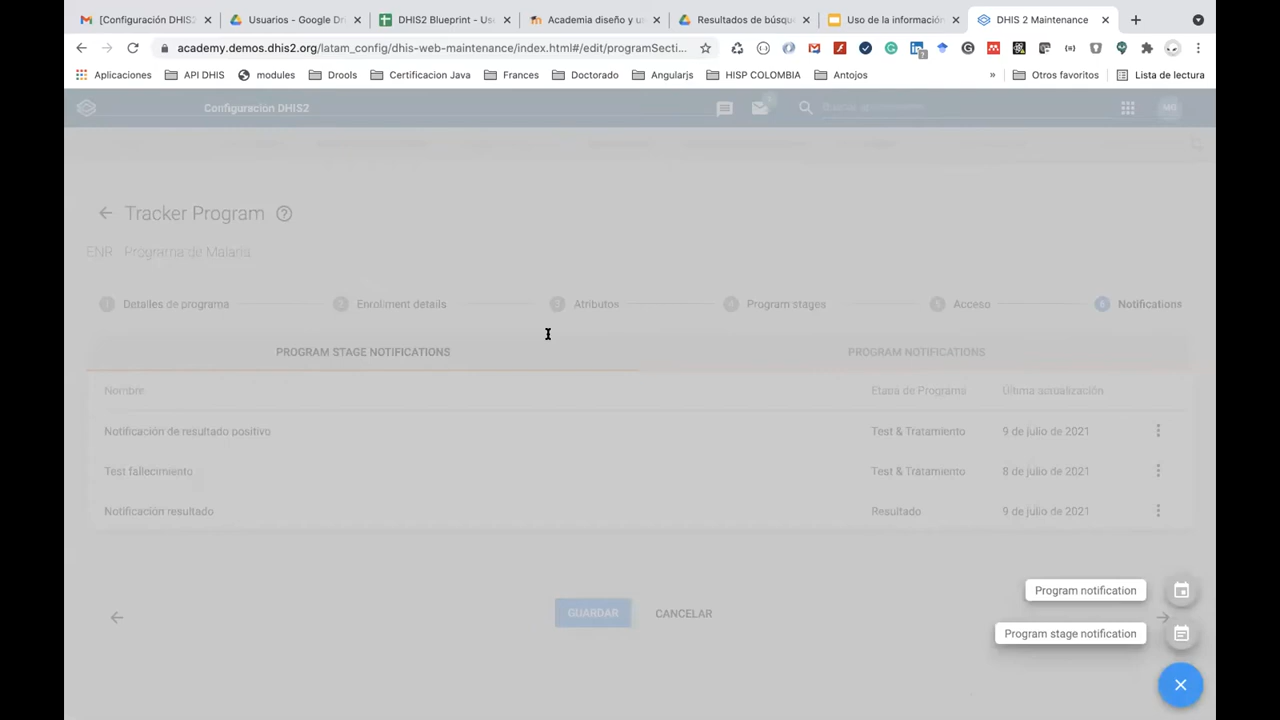 [Configuración DHIS2
Usuarios - Google Dri
DHIS2 Blueprint - Use
Academia diseño y us
Resultados de búsqu
Uso de la información
DHIS 2 Maintenance
academy.demos.dhis2.org/latam_config/dhis-web-maintenance/index.html#/edit/programSecti...
Aplicaciones
API DHIS
modules
Drools
Certificacion Java
Frances
Doctorado
Angularjs
HISP COLOMBIA
Antojos
»
Otros favoritos
Lista de lectura
Configuración DHIS2
MG
Tracker Program
ENR - Programa de Malaria
1 Detalles de programa
2 Enrollment details
3 Atributos
4 Program stages
5 Acceso
6 Notifications
PROGRAM STAGE NOTIFICATIONS
PROGRAM NOTIFICATIONS
Nombre
Etapa de Programa
Última actualización
Notificación de resultado positivo
Test & Tratamiento
9 de julio de 2021
Test fallecimiento
Test & Tratamiento
8 de julio de 2021
Notificación resultado
Resultado
9 de julio de 2021
Program notification
GUARDAR
CANCELAR
Program stage notification